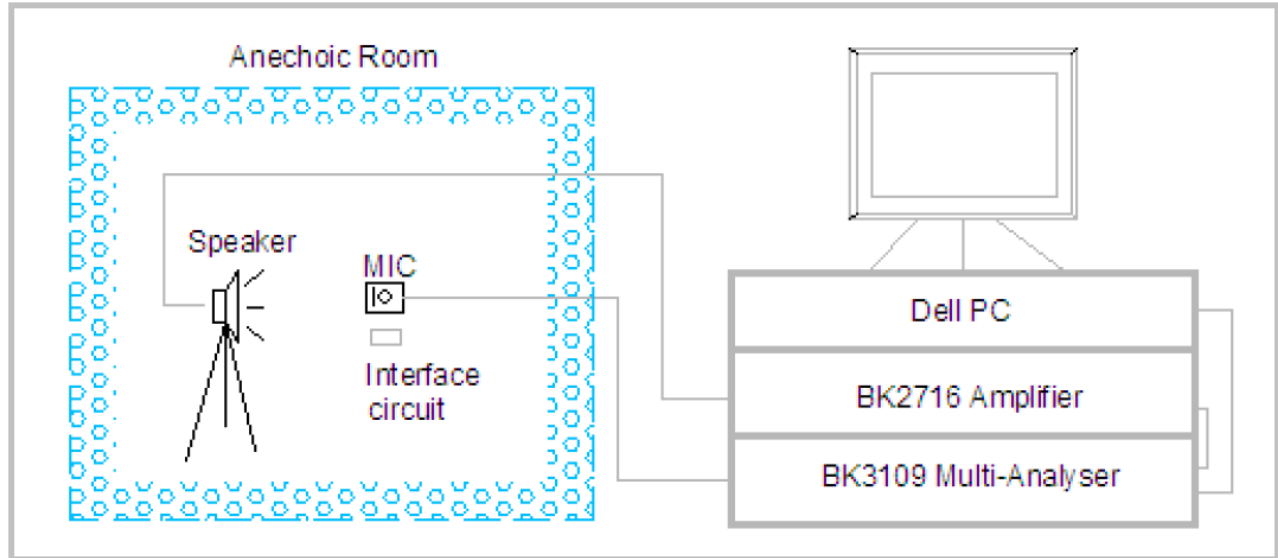 Anechoic Room
Speaker
MIC
Interface
circuit
Dell PC
BK2716 Amplifier
BK3109 Multi-Analyser